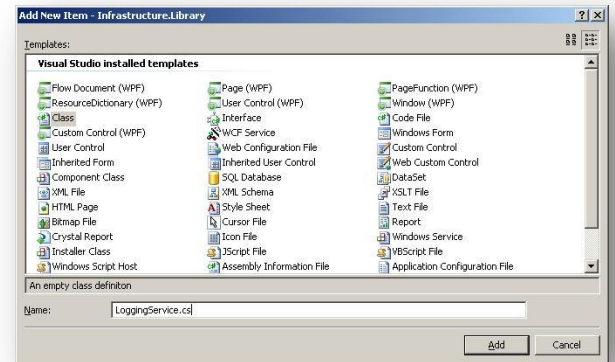 Add New Item - Infrastructure.Library
Templates:
Visual Studio installed templates
Flow Document (WPF) Page (WPF) PageFunction (WPF)
ResourceDictionary (WPF) User Control (WPF) Window (WPF)
Class Interface Code File
Custom Control (WPF) WCF Service Windows Form
User Control Web Configuration File Custom Control
Inherited Form Inherited User Control Web Custom Control
Component Class SQL Database DataSet
XML File XML Schema XSLT File
HTML Page Style Sheet Text File
Bitmap File Cursor File Report
Crystal Report Icon File Windows Service
Installer Class JScript File VBScript File
Windows Script Host Assembly Information File Application Configuration File
An empty class definiton
Name: LoggingService.cs
Add Cancel